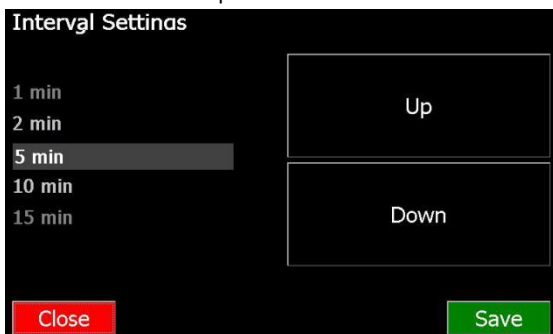 Interval Settings
1 min
2 min
5 min
10 min
15 min
Up
Down
Close
Save